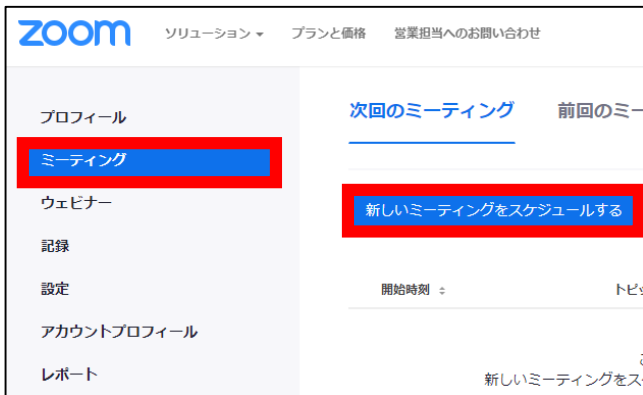 zoom ソリューション プランと価格 営業担当へのお問い合わせ
プロフィール
ミーティング
ウェビナー
記録
設定
アカウントプロフィール
レポート
次回のミーティング 前回のミー
新しいミーティングをスケジュールする
開始時刻 トピッ
新しいミーティングをス